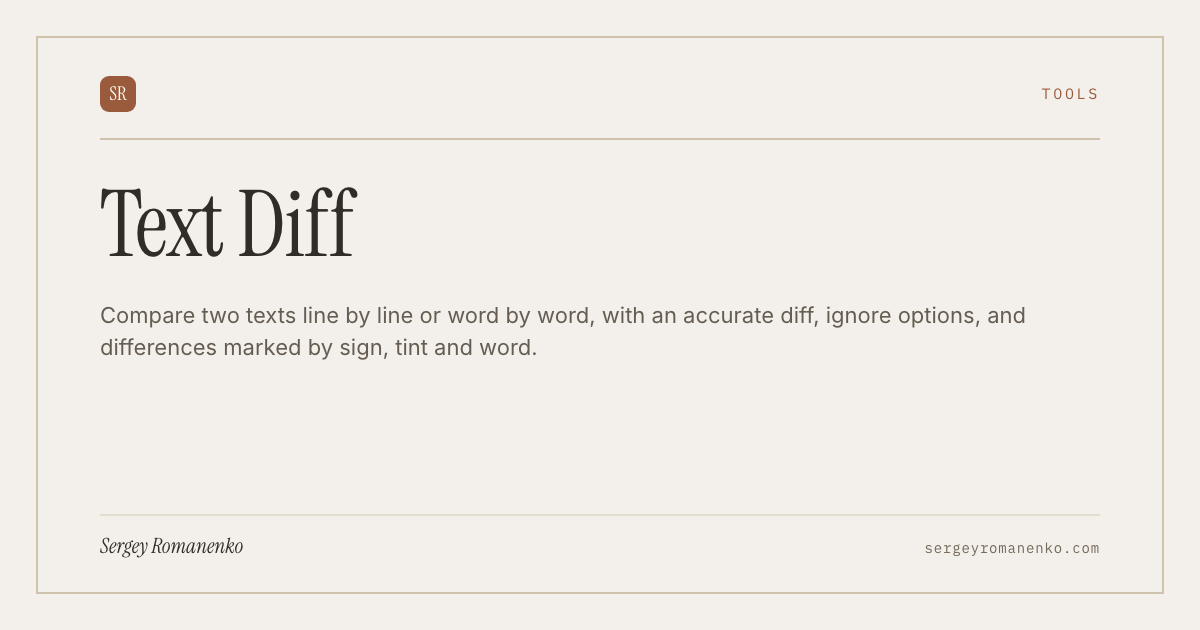 SR
TOOLS
Text Diff
Compare two texts line by line or word by word, with an accurate diff, ignore options, and
differences marked by sign, tint and word.
Sergey Romanenko
sergeyromanenko.com